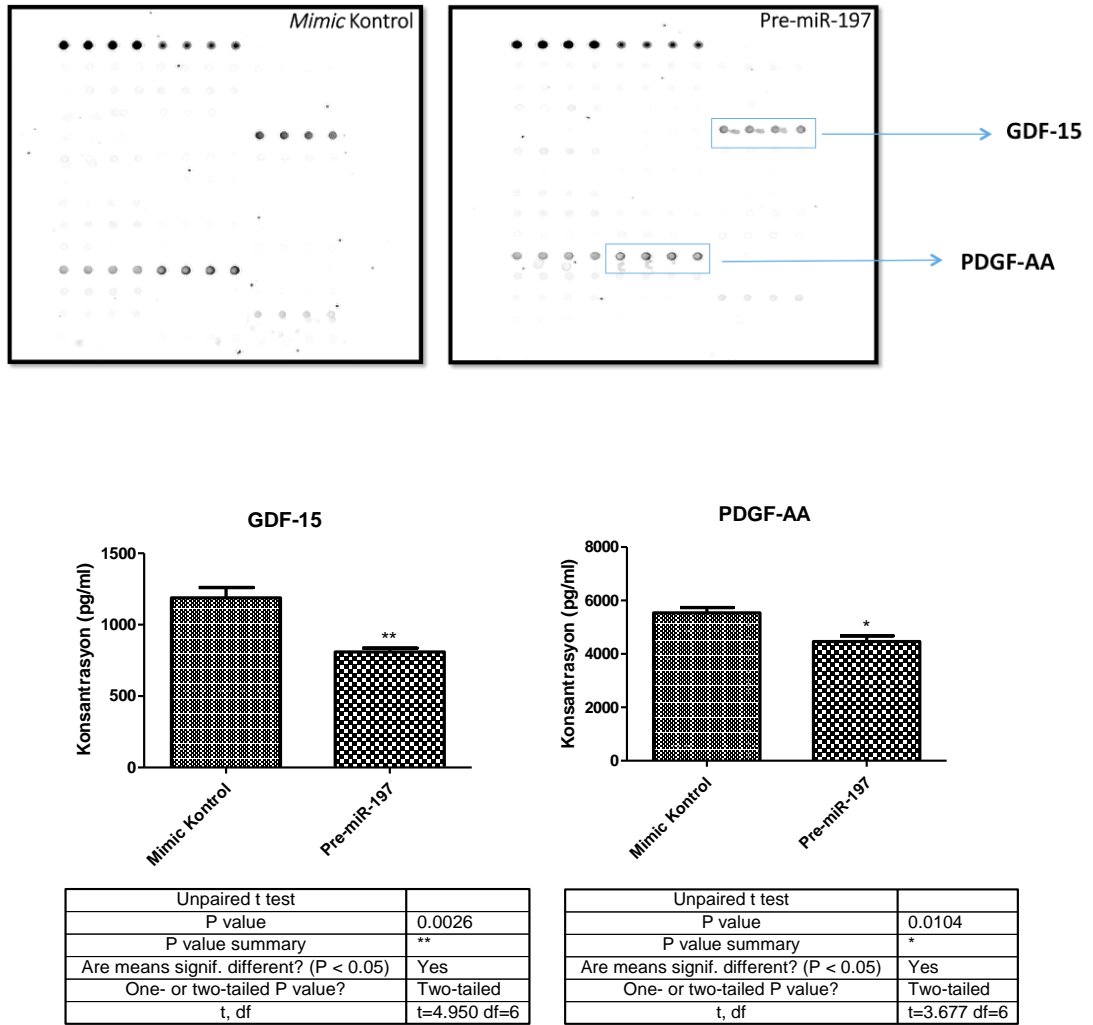 Mimic Kontrol
Pre-miR-197
GDF-15
PDGF-AA
GDF-15
Konsantrasyon (pg/ml)
1500
1000
500
0
**
Mimic Kontrol
Pre-miR-197
PDGF-AA
Konsantrasyon (pg/ml)
8000
6000
4000
2000
0
*
Mimic Kontrol
Pre-miR-197
Unpaired t test
P value 0.0026
P value summary **
Are means signif. different? (P < 0.05) Yes
One- or two-tailed P value? Two-tailed
t, df t=4.950 df=6
Unpaired t test
P value 0.0104
P value summary *
Are means signif. different? (P < 0.05) Yes
One- or two-tailed P value? Two-tailed
t, df t=3.677 df=6